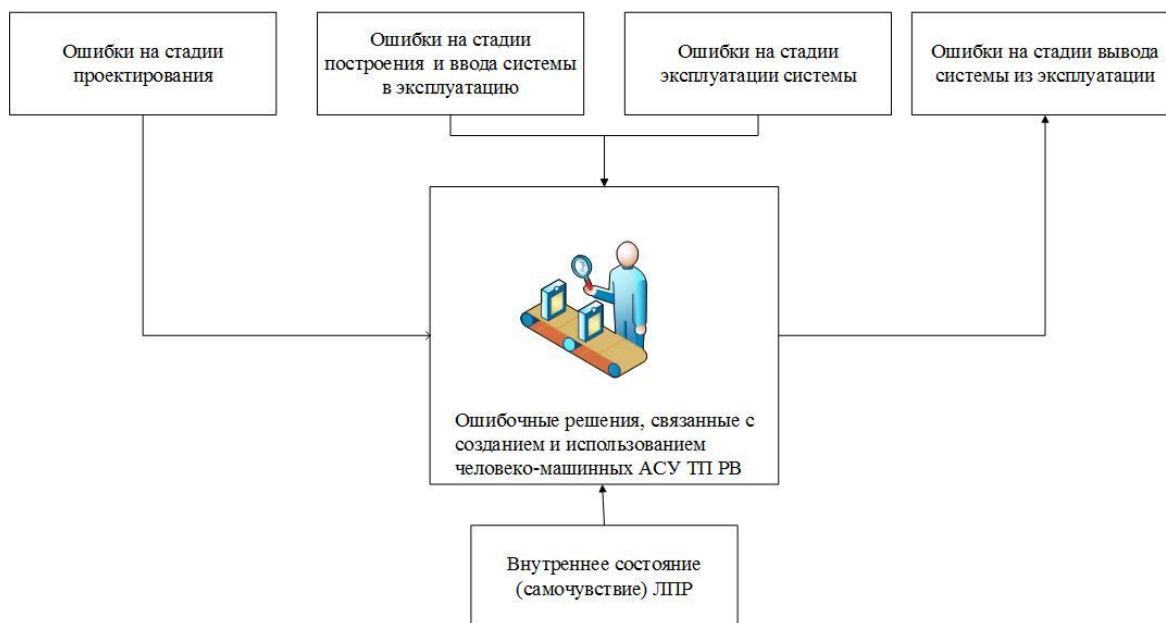 Ошибки на стадии
проектирования
Ошибки на стадии
построения и ввода системы
в эксплуатацию
Ошибки на стадии
эксплуатации системы
Ошибки на стадии вывода
системы из эксплуатации
Ошибочные решения, связанные с
созданием и использованием
человеко-машинных АСУ ТП РВ
Внутреннее состояние
(самочувствие) ЛПР